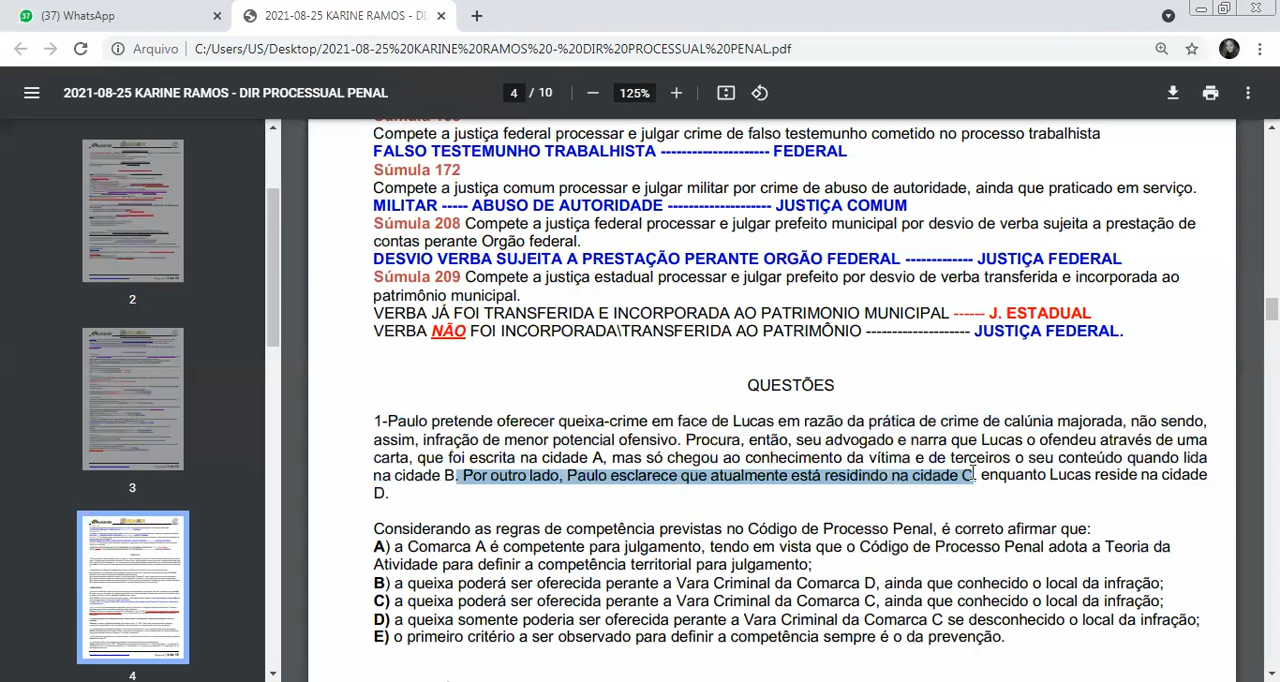 37 (37) WhatsApp
2021-08-25 KARINE RAMOS - DI
Arquivo
C:/Users/US/Desktop/2021-08-25%20KARINE%20RAMOS%20-%20DIR%20PROCESSUAL%20PENAL.pdf
2021-08-25 KARINE RAMOS - DIR PROCESSUAL PENAL
4 / 10
125%
2
3
4
Compete a justiça federal processar e julgar crime de falso testemunho cometido no processo trabalhista
FALSO TESTEMUNHO TRABALHISTA --------------------- FEDERAL
Súmula 172
Compete a justiça comum processar e julgar militar por crime de abuso de autoridade, ainda que praticado em serviço.
MILITAR ----- ABUSO DE AUTORIDADE -------------------- JUSTIÇA COMUM
Súmula 208 Compete a justiça federal processar e julgar prefeito municipal por desvio de verba sujeita a prestação de
contas perante Orgão federal.
DESVIO VERBA SUJEITA A PRESTAÇÃO PERANTE ORGÃO FEDERAL ------------- JUSTIÇA FEDERAL
Súmula 209 Compete a justiça estadual processar e julgar prefeito por desvio de verba transferida e incorporada ao
patrimônio municipal.
VERBA JÁ FOI TRANSFERIDA E INCORPORADA AO PATRIMONIO MUNICIPAL ------ J. ESTADUAL
VERBA NÃO FOI INCORPORADA\TRANSFERIDA AO PATRIMÔNIO -------------------- JUSTIÇA FEDERAL.
QUESTÕES
1-Paulo pretende oferecer queixa-crime em face de Lucas em razão da prática de crime de calúnia majorada, não sendo,
assim, infração de menor potencial ofensivo. Procura, então, seu advogado e narra que Lucas o ofendeu através de uma
carta, que foi escrita na cidade A, mas só chegou ao conhecimento da vítima e de terceiros o seu conteúdo quando lida
na cidade B. Por outro lado, Paulo esclarece que atualmente está residindo na cidade C, enquanto Lucas reside na cidade
D.
Considerando as regras de competência previstas no Código de Processo Penal, é correto afirmar que:
A) a Comarca A é competente para julgamento, tendo em vista que o Código de Processo Penal adota a Teoria da
Atividade para definir a competência territorial para julgamento;
B) a queixa poderá ser oferecida perante a Vara Criminal da Comarca D, ainda que conhecido o local da infração;
C) a queixa poderá ser oferecida perante a Vara Criminal da Comarca C, ainda que conhecido o local da infração;
D) a queixa somente poderia ser oferecida perante a Vara Criminal da Comarca C se desconhecido o local da infração;
E) o primeiro critério a ser observado para definir a competência sempre é o da prevenção.